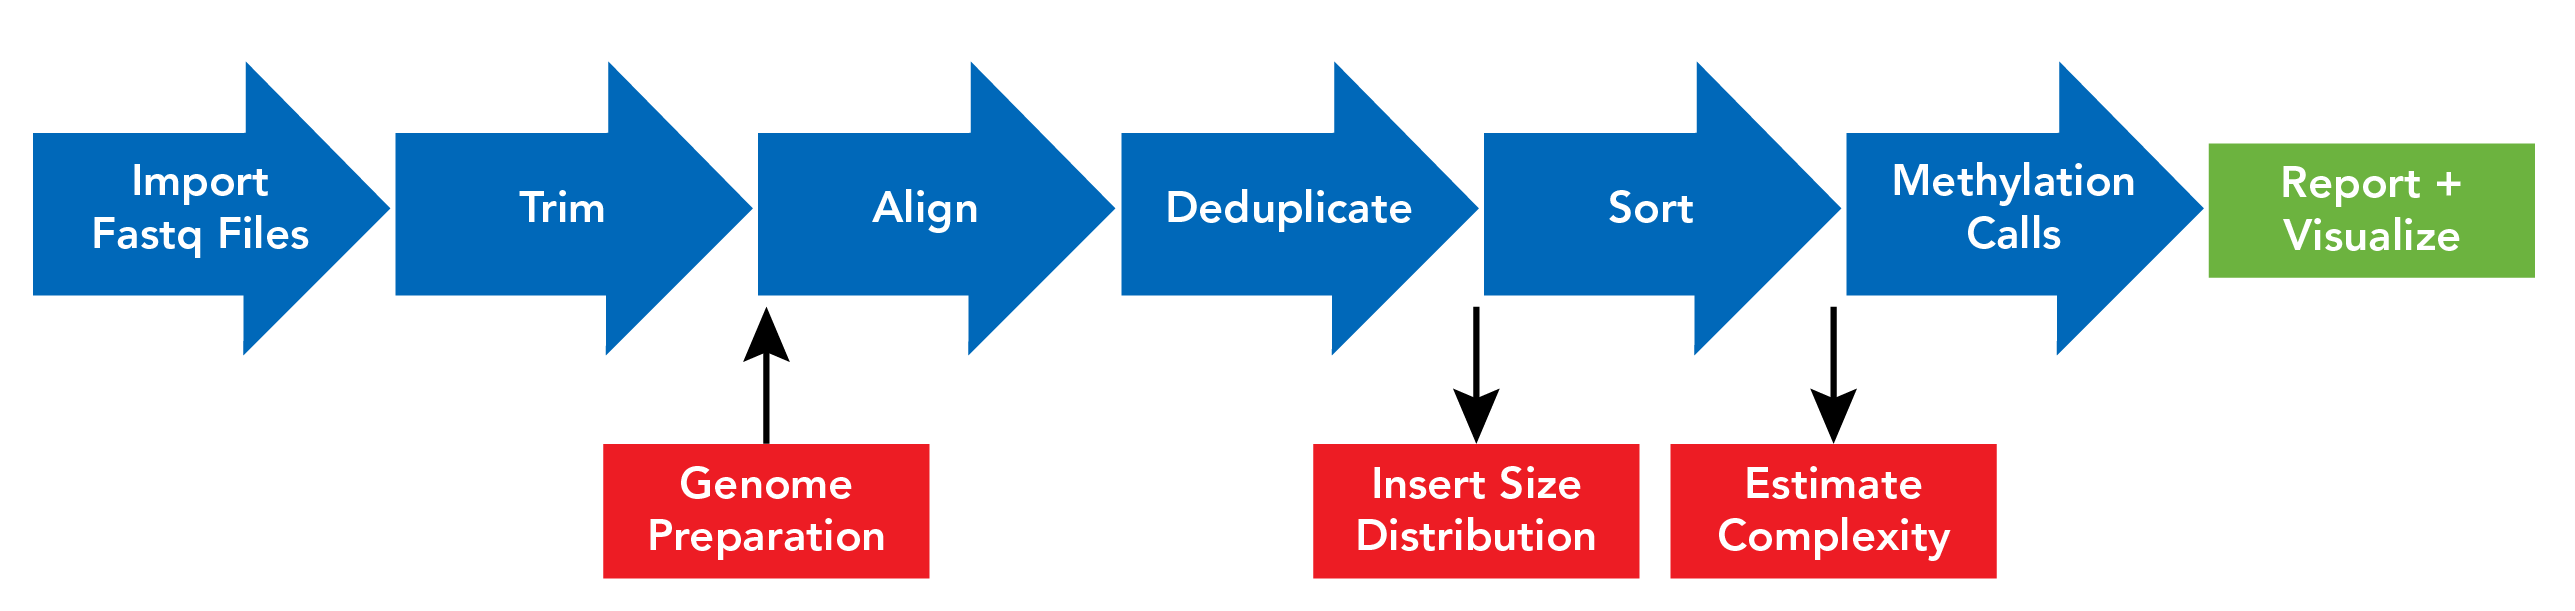 Import
Fastq Files
Trim
Align
Deduplicate
Sort
Methylation
Calls
Report +
Visualize
Genome
Preparation
Insert Size
Distribution
Estimate
Complexity